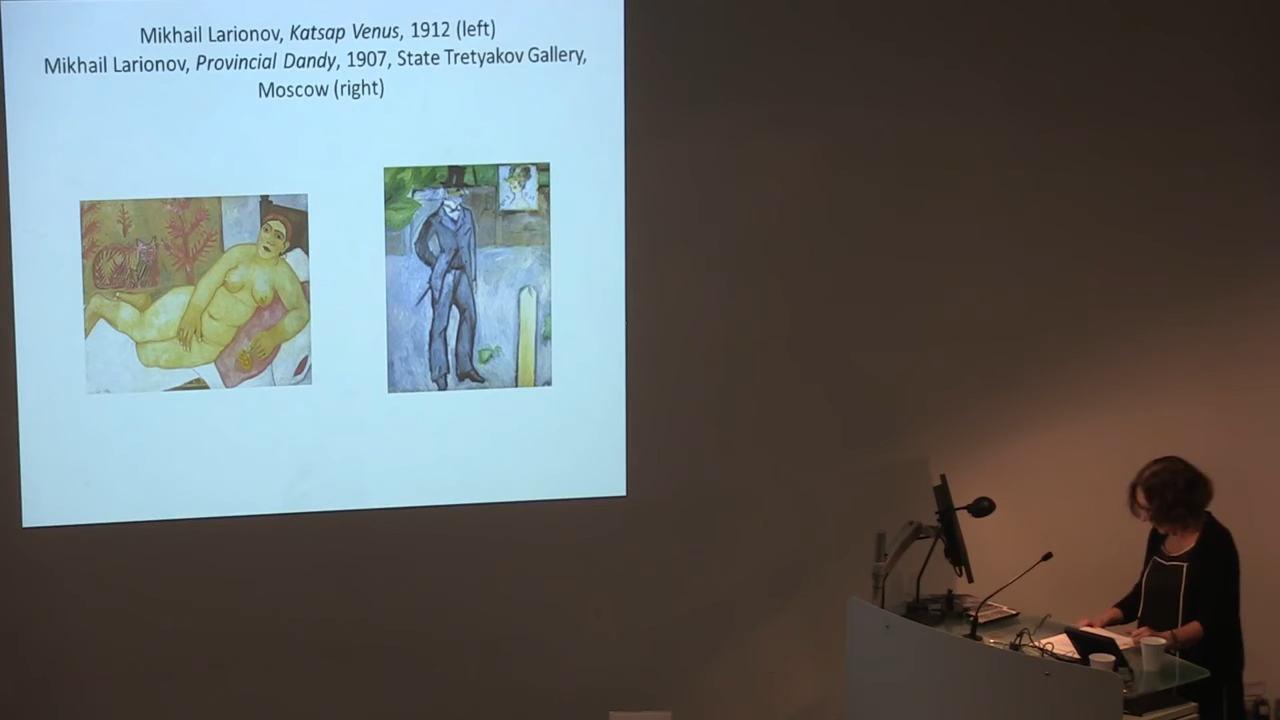 Mikhail Larionov, Katsap Venus, 1912 (left)
Mikhail Larionov, Provincial Dandy, 1907, State Tretyakov Gallery,
Moscow (right)